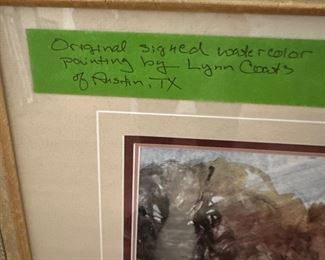 Original signed watercolor
painting by Lynn Coats
of Austin, TX